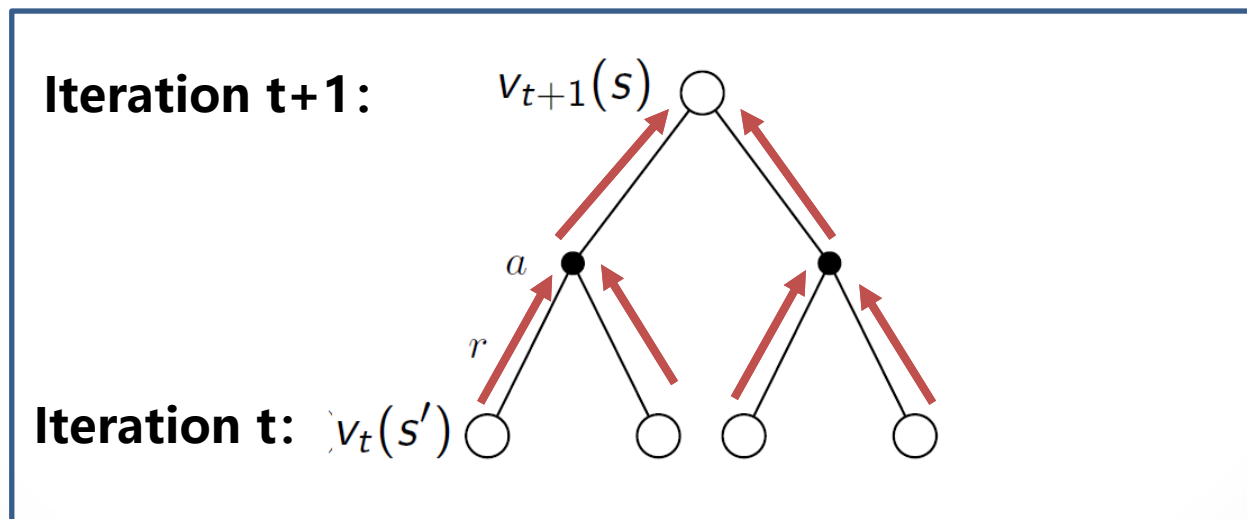 Iteration t+1: v_{t+1}(s)
a
r
Iteration t: v_t(s')